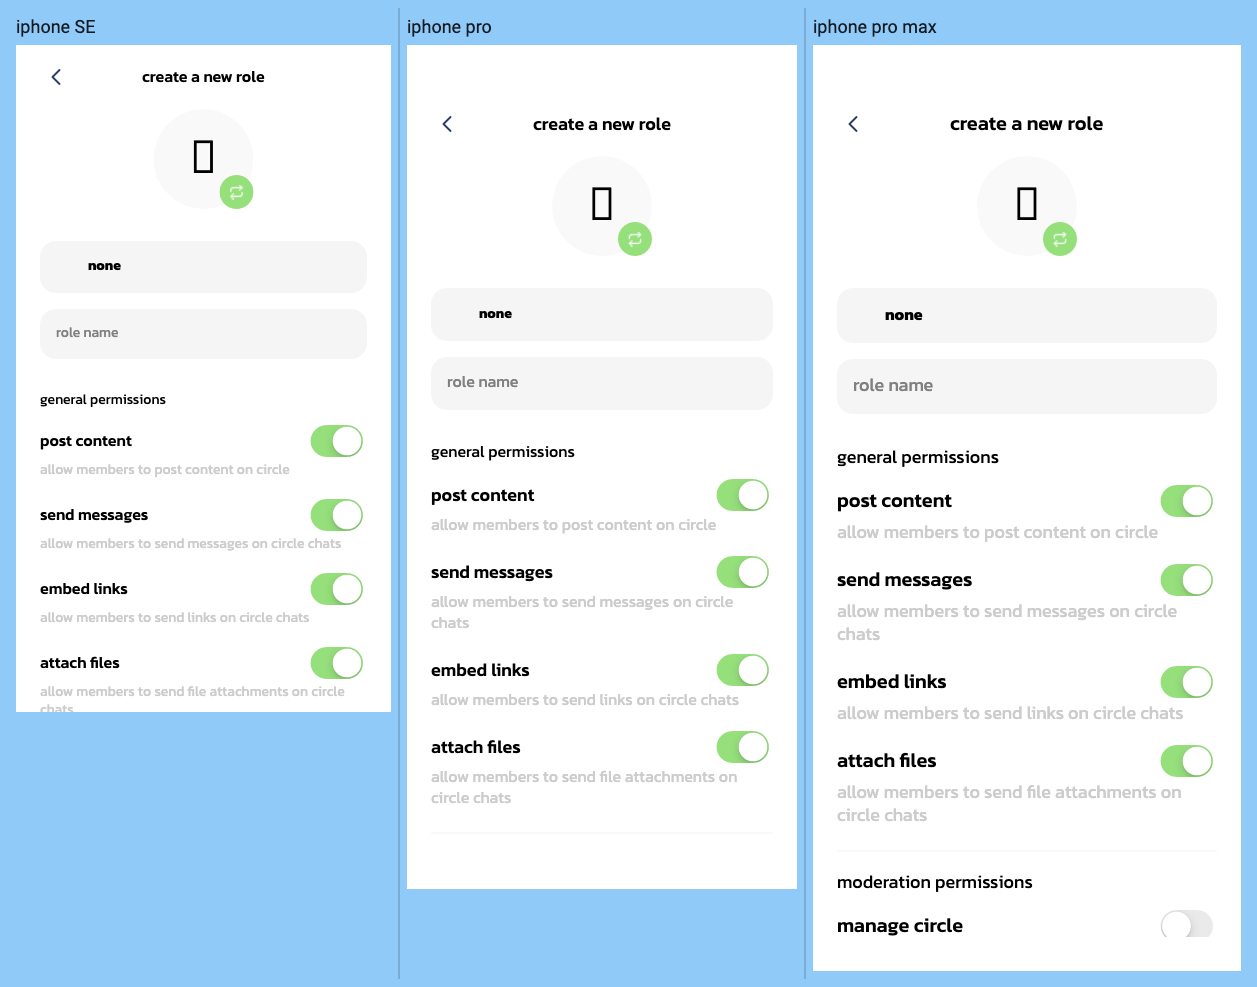 iphone SE
create a new role
none
role name
general permissions
post content
allow members to post content on circle
send messages
allow members to send messages on circle chats
embed links
allow members to send links on circle chats
attach files
allow members to send file attachments on circle
chats
iphone pro
create a new role
none
role name
general permissions
post content
allow members to post content on circle
send messages
allow members to send messages on circle
chats
embed links
allow members to send links on circle chats
attach files
allow members to send file attachments on
circle chats
iphone pro max
create a new role
none
role name
general permissions
post content
allow members to post content on circle
send messages
allow members to send messages on circle
chats
embed links
allow members to send links on circle chats
attach files
allow members to send file attachments on
circle chats
moderation permissions
manage circle